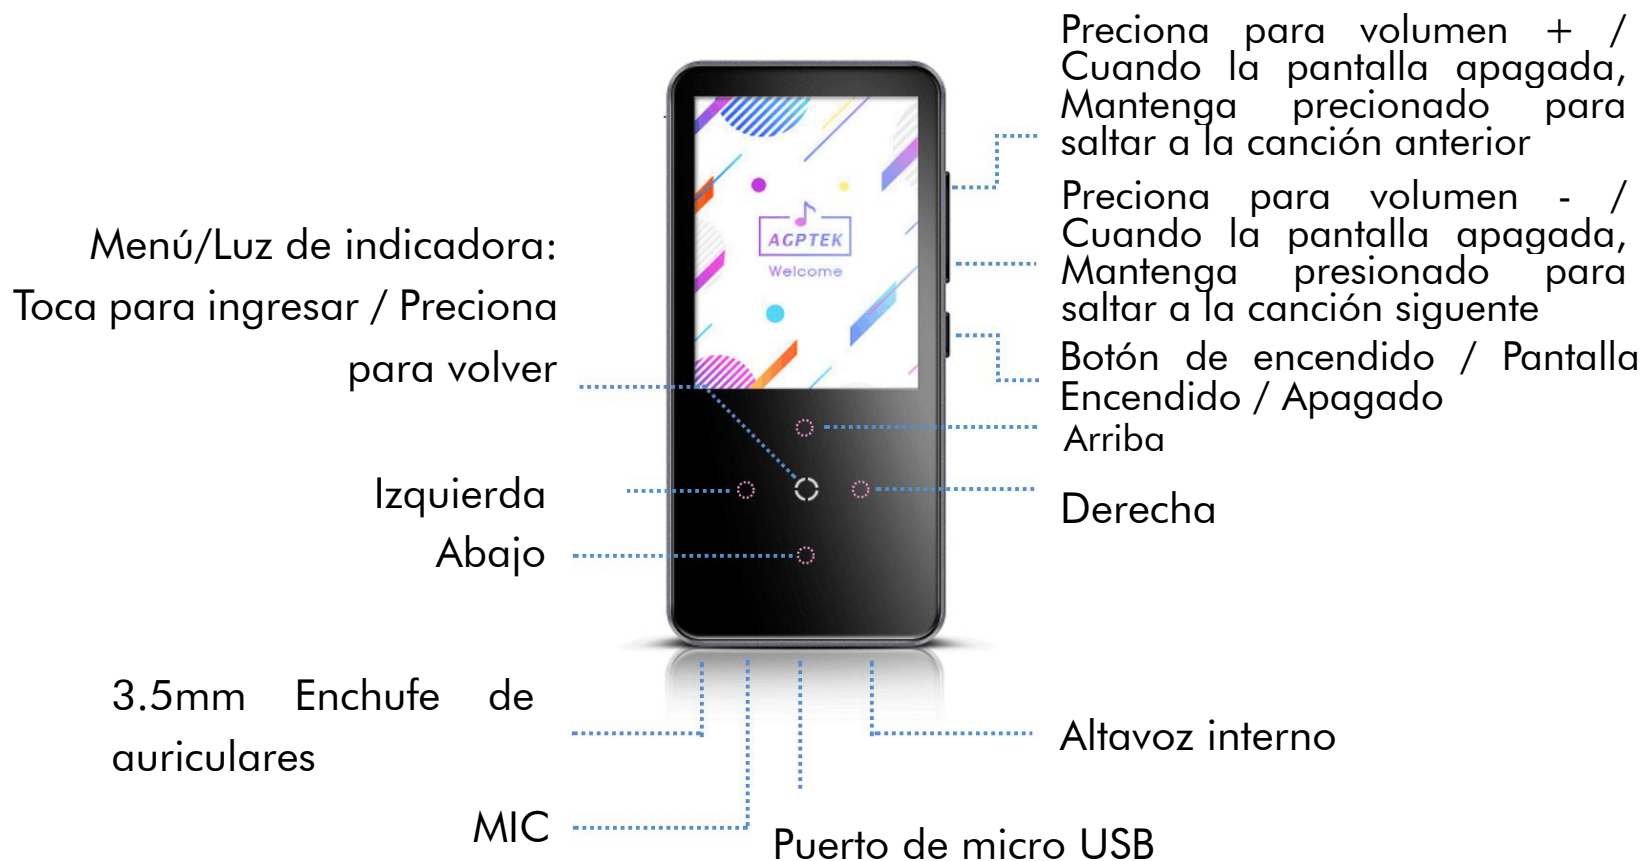 Preciona para volumen + /
Cuando la pantalla apagada,
Mantenga precionado para
saltar a la canción anterior
Preciona para volumen - /
Cuando la pantalla apagada,
Mantenga presionado para
saltar a la canción siguente
Botón de encendido / Pantalla
Encendido / Apagado
Arriba
Derecha
Menú/Luz de indicadora:
Toca para ingresar / Preciona
para volver
AGPTEK
Welcome
Izquierda
Abajo
3.5mm Enchufe de
auriculares
Altavoz interno
MIC
Puerto de micro USB